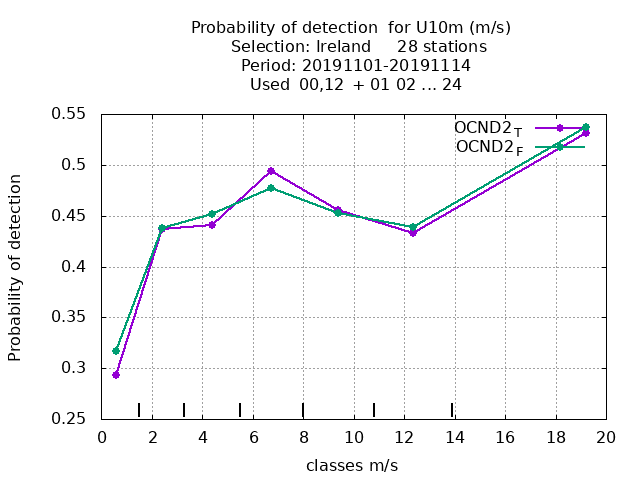 Probability of detection for U10m (m/s)
Selection: Ireland 28 stations
Period: 20191101-20191114
Used 00,12 + 01 02 ... 24
OCND2T
OCND2F
Probability of detection
0.55
0.5
0.45
0.4
0.35
0.3
0.25
0 2 4 6 8 10 12 14 16 18 20
classes m/s